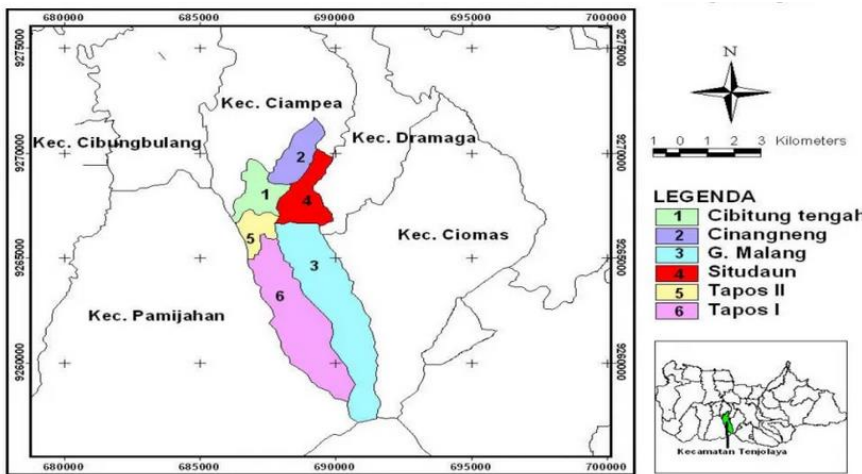 680000 685000 690000 695000 700000
9275000
9275000
N
Kec. Ciampea
Kec. Dramaga
Kec. Cibungbulang
2
9270000
9270000
1 0 1 2 3 Kilometers
1
4
LEGENDA
1 Cibitung tengah
2 Cinangneng
3 G. Malang
4 Situdaun
5 Tapos II
6 Tapos I
Kec. Ciomas
5
3
9265000
9265000
6
Kec. Pamijahan
9260000
9260000
Kecamatan Tenjolaya
680000 685000 690000 695000 700000